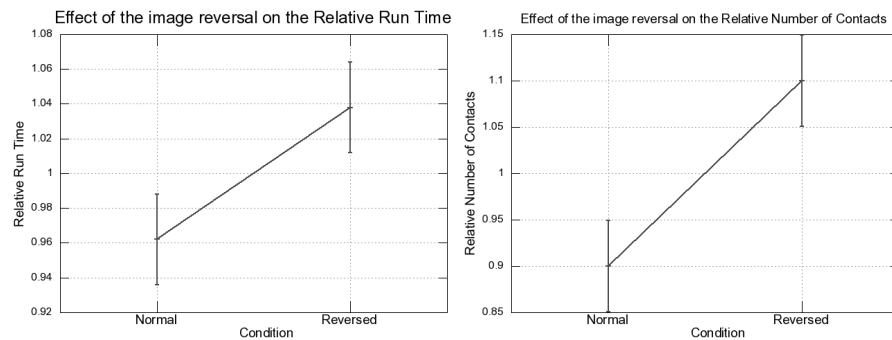 Effect of the image reversal on the Relative Run Time
1.08
1.06
1.04
1.02
1
0.98
0.96
0.94
0.92
Relative Run Time
Normal
Reversed
Condition
Effect of the image reversal on the Relative Number of Contacts
1.15
1.1
1.05
1
0.95
0.9
0.85
Relative Number of Contacts
Normal
Reversed
Condition